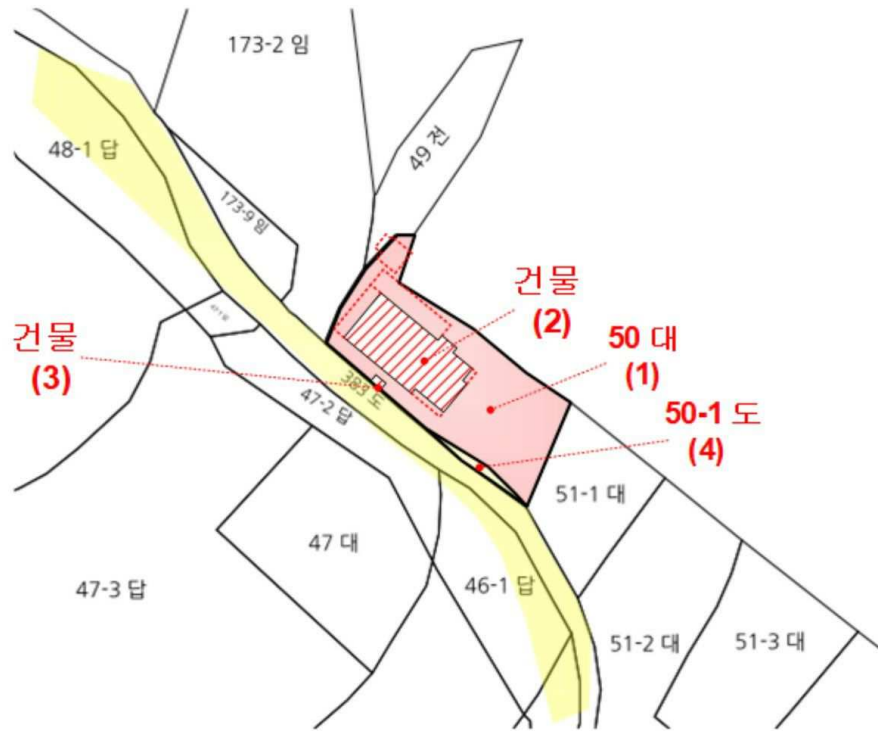 173-2 임
49 전
48-1 답
173-9 임
건물
(2)
건물
(3)
50 대
(1)
383 도
47-2 답
50-1 도
(4)
51-1 대
47 대
47-3 답
46-1 답
51-2 대
51-3 대